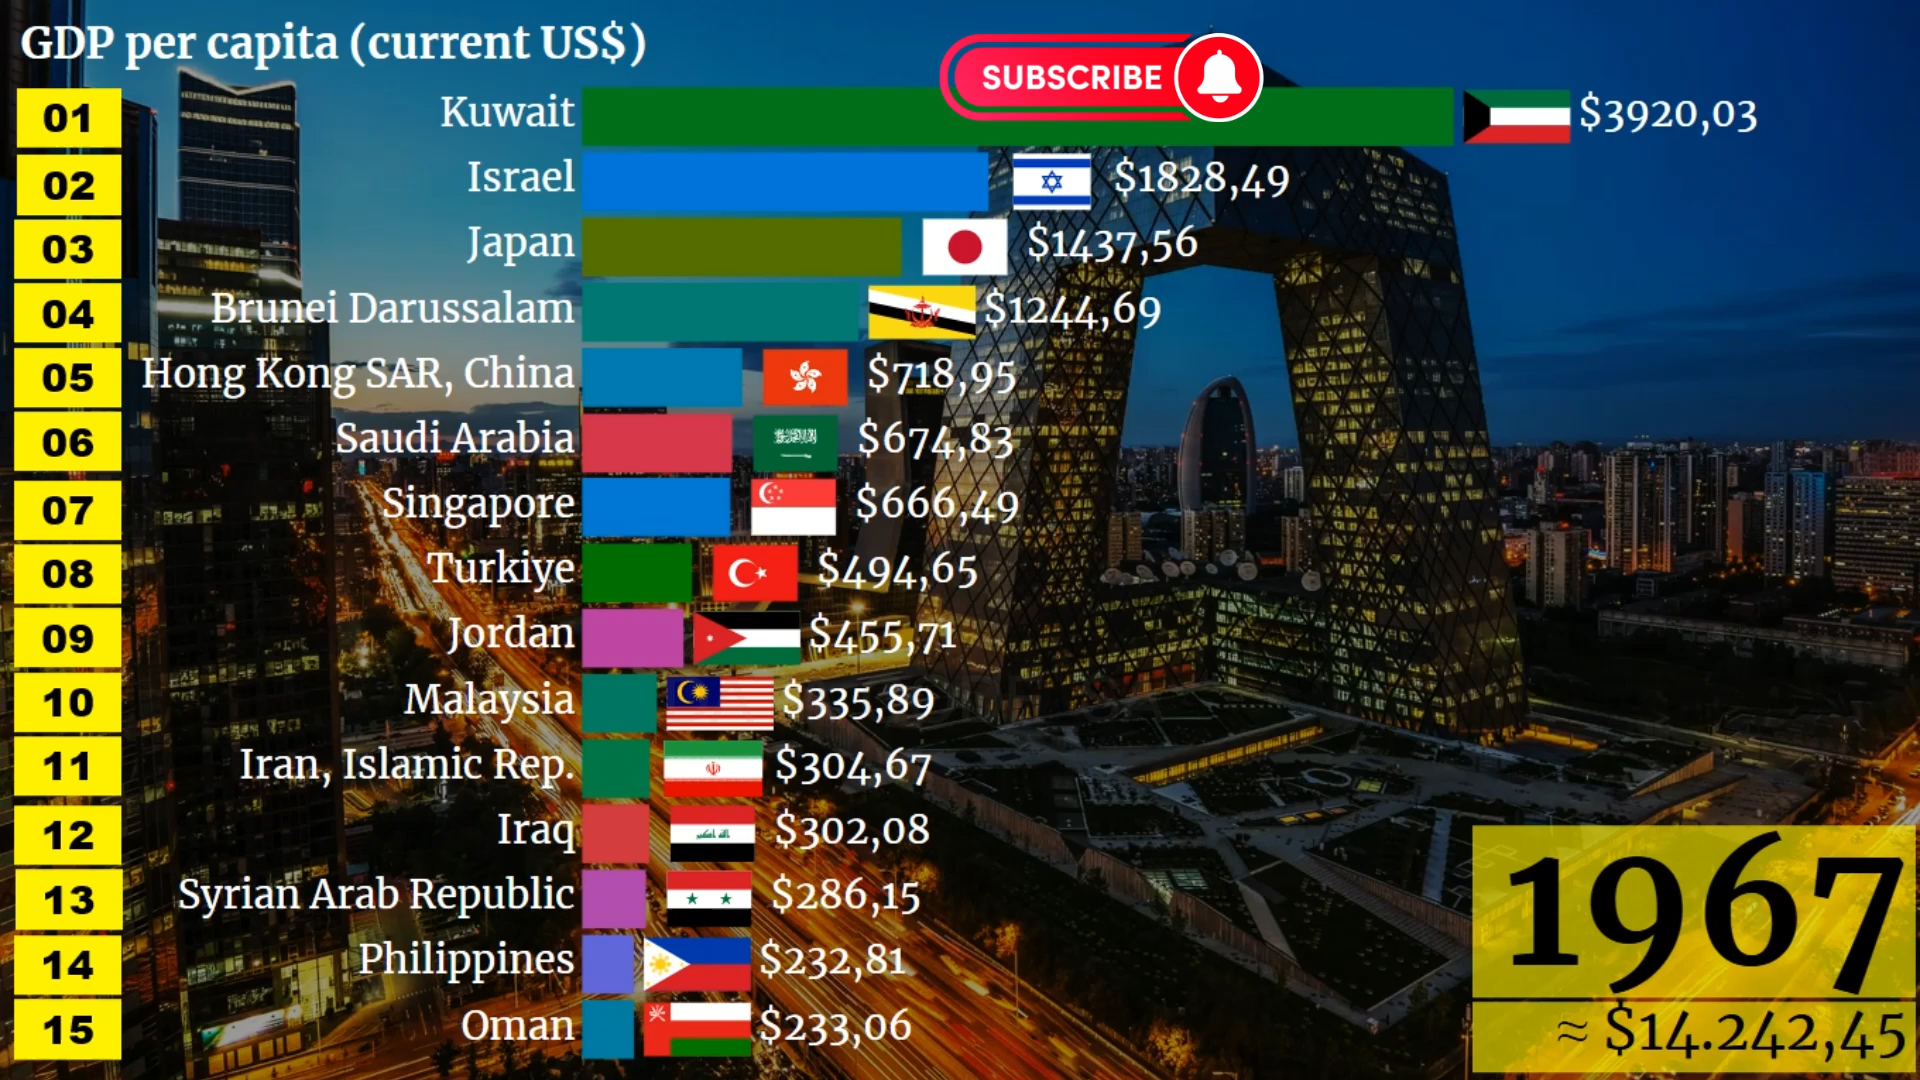 GDP per capita (current US$)
SUBSCRIBE
01 Kuwait $3920,03
02 Israel $1828,49
03 Japan $1437,56
04 Brunei Darussalam $1244,69
05 Hong Kong SAR, China $718,95
06 Saudi Arabia $674,83
07 Singapore $666,49
08 Turkiye $494,65
09 Jordan $455,71
10 Malaysia $335,89
11 Iran, Islamic Rep. $304,67
12 Iraq $302,08
13 Syrian Arab Republic $286,15
14 Philippines $232,81
15 Oman $233,06
1967
≈ $14.242,45